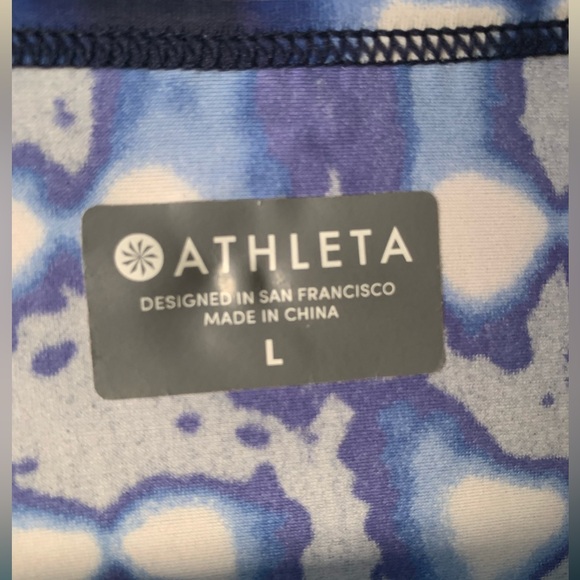 ATHLETA
DESIGNED IN SAN FRANCISCO
MADE IN CHINA
L